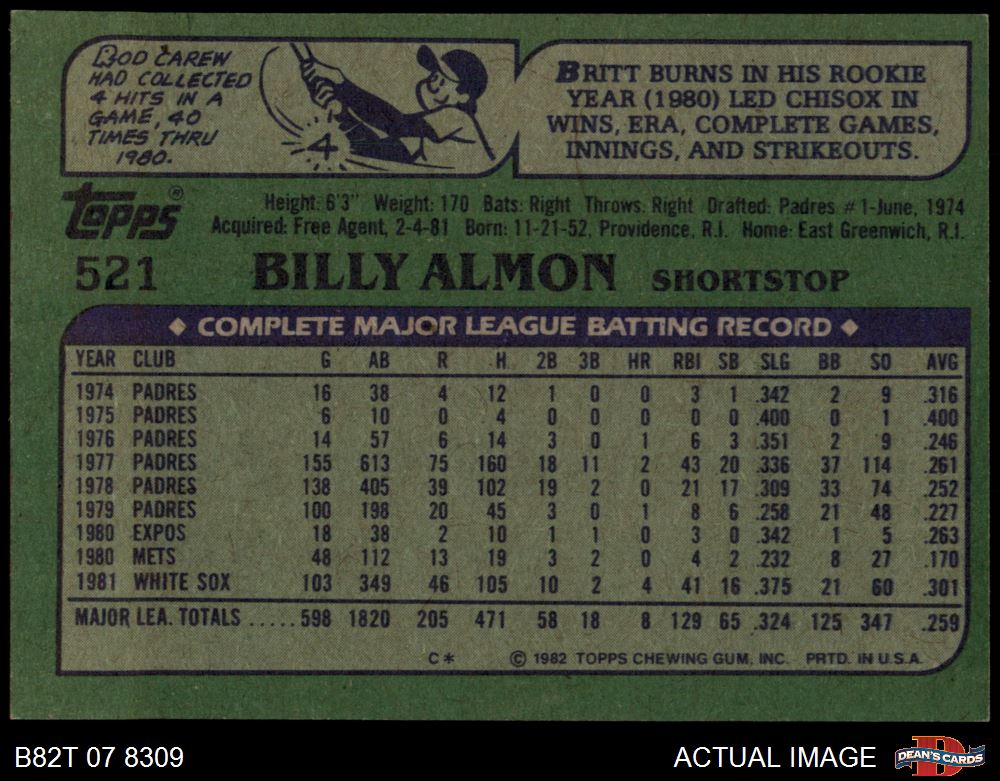 ROD CAREW
HAD COLLECTED
4 HITS IN A
GAME, 40
TIMES THRU
1980.
4
BRITT BURNS IN HIS ROOKIE
YEAR (1980) LED CHISOX IN
WINS, ERA, COMPLETE GAMES,
INNINGS, AND STRIKEOUTS.
TOPPS®
Height: 6'3" Weight: 170 Bats: Right Throws: Right Drafted: Padres #1-June, 1974
Acquired: Free Agent, 2-4-81 Born: 11-21-52, Providence, R.I. Home: East Greenwich, R.I.
521 BILLY ALMON SHORTSTOP
◆ COMPLETE MAJOR LEAGUE BATTING RECORD ◆
YEAR CLUB G AB R H 2B 3B HR RBI SB SLG BB SO AVG
1974 PADRES 16 38 4 12 1 0 0 3 1 .342 2 9 .316
1975 PADRES 6 10 0 4 0 0 0 0 0 .400 0 1 .400
1976 PADRES 14 57 6 14 3 0 1 6 3 .351 2 9 .246
1977 PADRES 155 613 75 160 18 11 2 43 20 .336 37 114 .261
1978 PADRES 138 405 39 102 19 2 0 21 17 .309 33 74 .252
1979 PADRES 100 198 20 45 3 0 1 8 6 .258 21 48 .227
1980 EXPOS 18 38 2 10 1 1 0 3 0 .342 1 5 .263
1980 METS 48 112 13 19 3 2 0 4 2 .232 8 27 .170
1981 WHITE SOX 103 349 46 105 10 2 4 41 16 .375 21 60 .301
MAJOR LEA. TOTALS ..... 598 1820 205 471 58 18 8 129 65 .324 125 347 .259
C* © 1982 TOPPS CHEWING GUM, INC. PRTD. IN U.S.A.
B82T 07 8309 ACTUAL IMAGE D DEAN'S CARDS